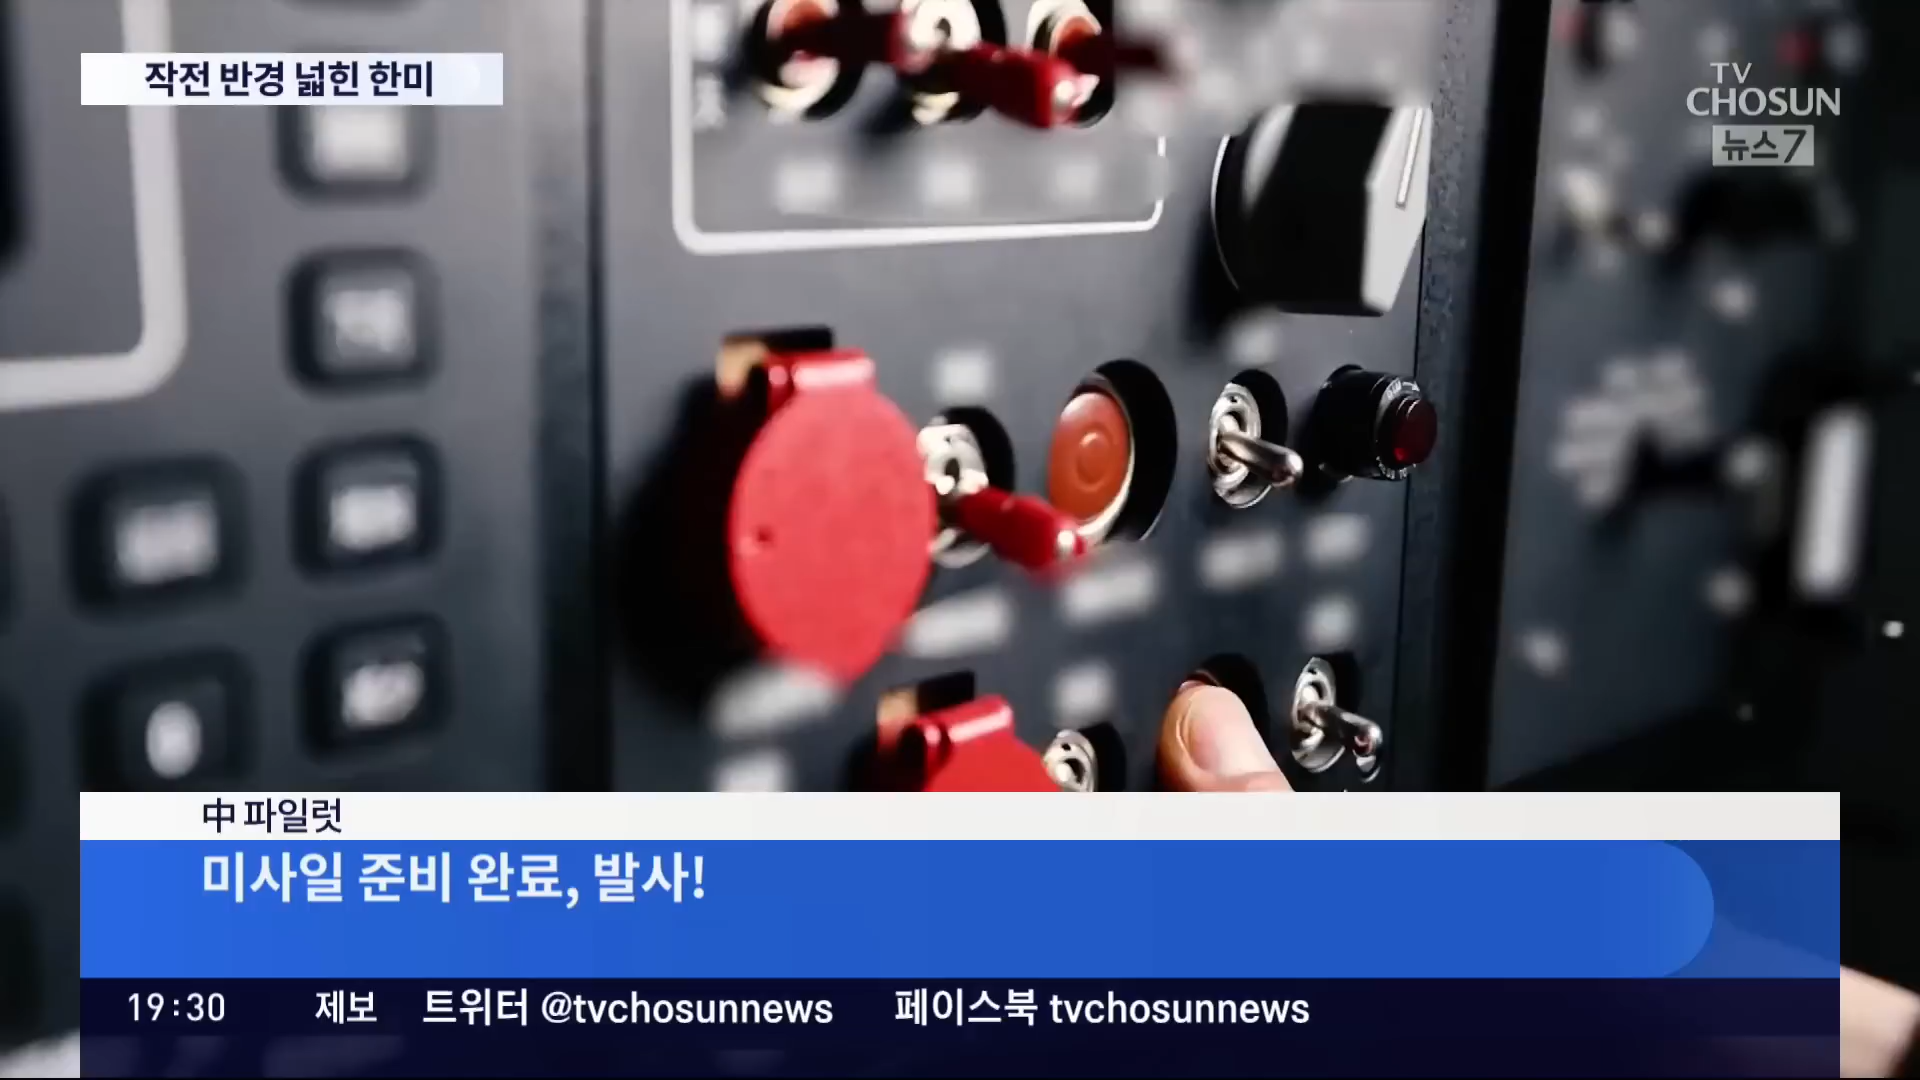 작전 반경 넓힌 한미
TV
CHOSUN
뉴스7
中 파일럿
미사일 준비 완료, 발사!
19:30 제보 트위터 @tvchosunnews 페이스북 tvchosunnews